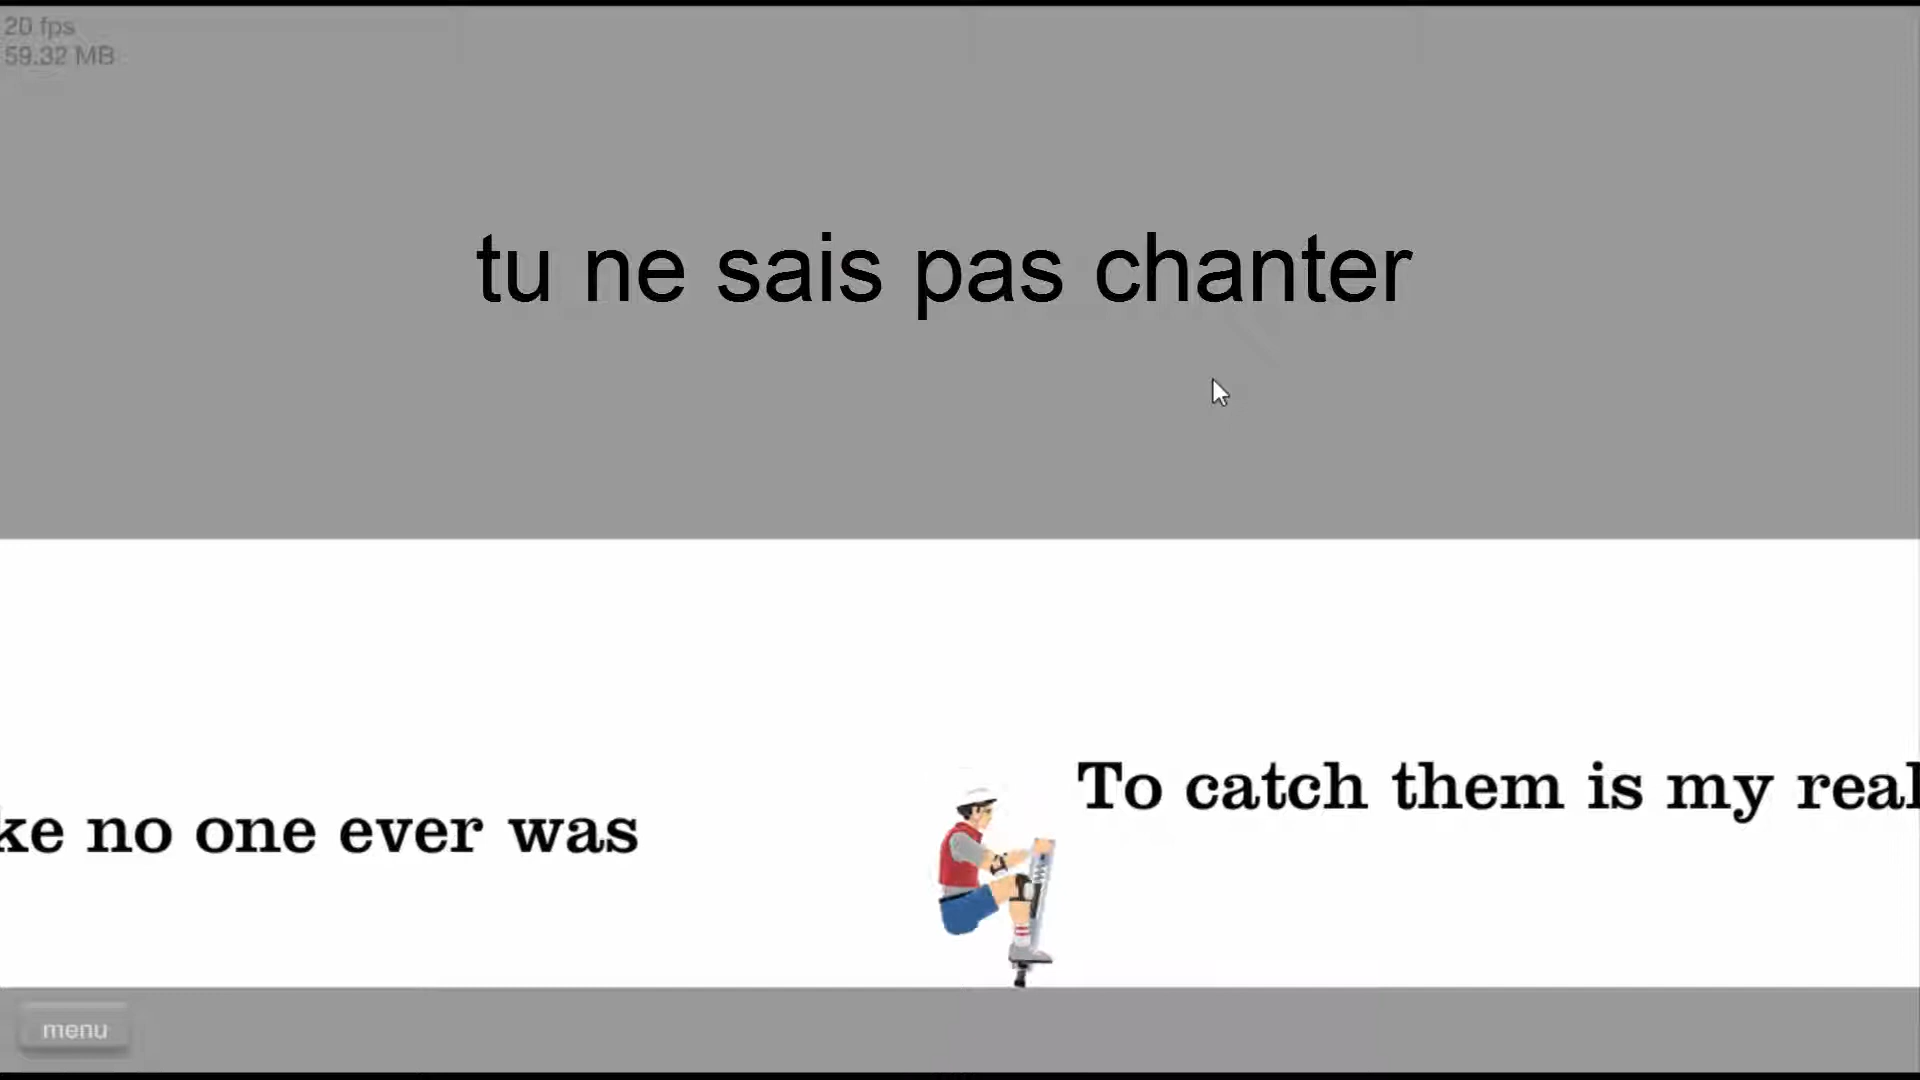 20 fps
59.32 MB
tu ne sais pas chanter
To catch them is my real
ke no one ever was
menu